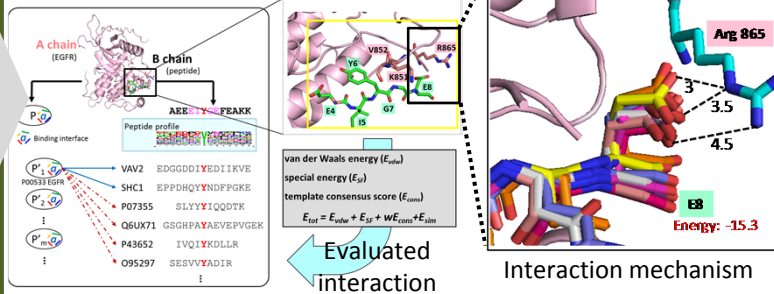 A chain
(EGFR)
B chain
(peptide)
P
α
AEEEIYGEFEAKK
Peptide profile
Binding interface
P'1
α
P00533 EGFR
P'2
α
P'm
α
VAV2 EDGGDDIYEDIIKVE
SHC1 EPPDHQYYNDFPGKE
P07355 SLYYYIQQDTK
Q6UX71 GSGHPAYAEVEPVGEK
P43652 IVQIYKDLLR
O95297 SESVVYADIR
V852
R865
Y6
K851
E4
I5
G7
E8
van der Waals energy (Evdw)
special energy (ESF)
template consensus score (Econs)
Etot = Evdw + ESF + wEcons+Esim
Evaluated
interaction
Arg 865
3
3.5
4.5
E8
Energy: -15.3
Interaction mechanism